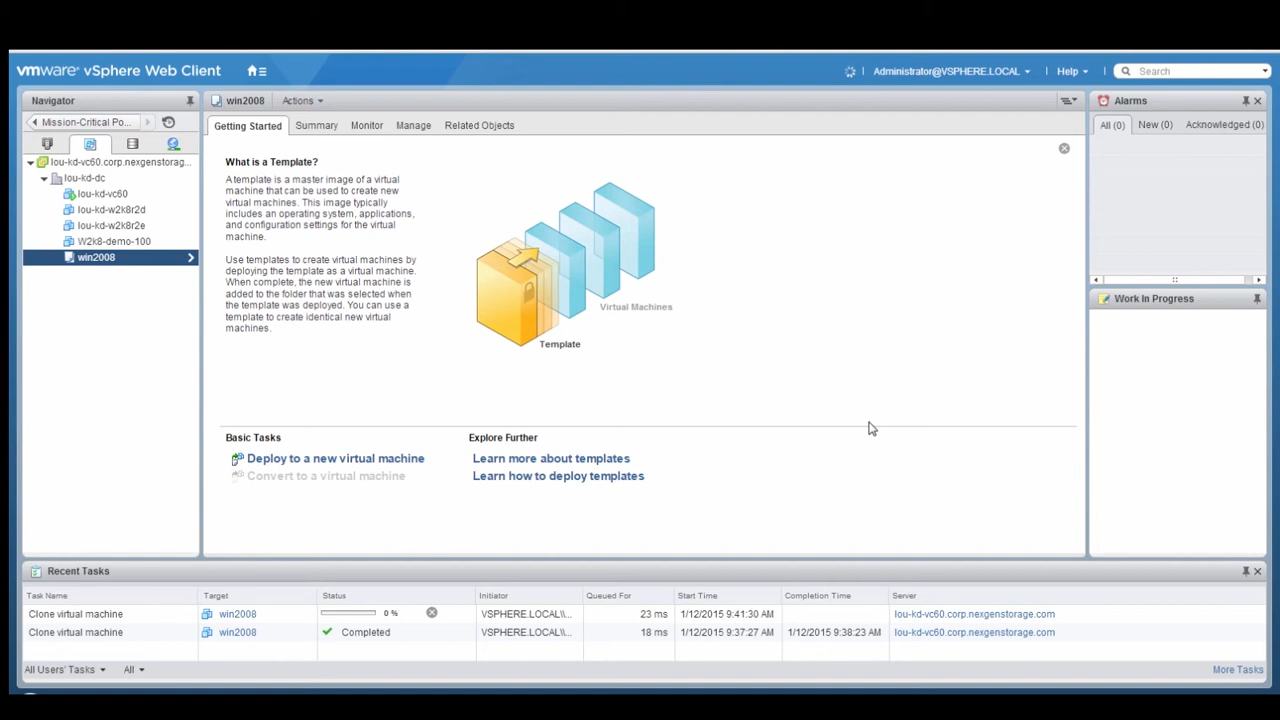 vmware® vSphere Web Client
Administrator@VSPHERE.LOCAL
Help
Search
Navigator
Mission-Critical Po...
lou-kd-vc60.corp.nexgenstorag...
lou-kd-dc
lou-kd-vc60
lou-kd-w2k8r2d
lou-kd-w2k8r2e
W2k8-demo-100
win2008
win2008 Actions
Getting Started Summary Monitor Manage Related Objects
What is a Template?
A template is a master image of a virtual
machine that can be used to create new
virtual machines. This image typically
includes an operating system, applications,
and configuration settings for the virtual
machine.
Use templates to create virtual machines by
deploying the template as a virtual machine.
When complete, the new virtual machine is
added to the folder that was selected when
the template was deployed. You can use a
template to create identical new virtual
machines.
Virtual Machines
Template
Basic Tasks
Deploy to a new virtual machine
Convert to a virtual machine
Explore Further
Learn more about templates
Learn how to deploy templates
Alarms
All (0) New (0) Acknowledged (0)
Work In Progress
Recent Tasks
Task Name Target Status Initiator Queued For Start Time Completion Time Server
Clone virtual machine win2008 0 % VSPHERE.LOCAL\\... 23 ms 1/12/2015 9:41:30 AM lou-kd-vc60.corp.nexgenstorage.com
Clone virtual machine win2008 Completed VSPHERE.LOCAL\\... 18 ms 1/12/2015 9:37:27 AM 1/12/2015 9:38:23 AM lou-kd-vc60.corp.nexgenstorage.com
All Users' Tasks All More Tasks